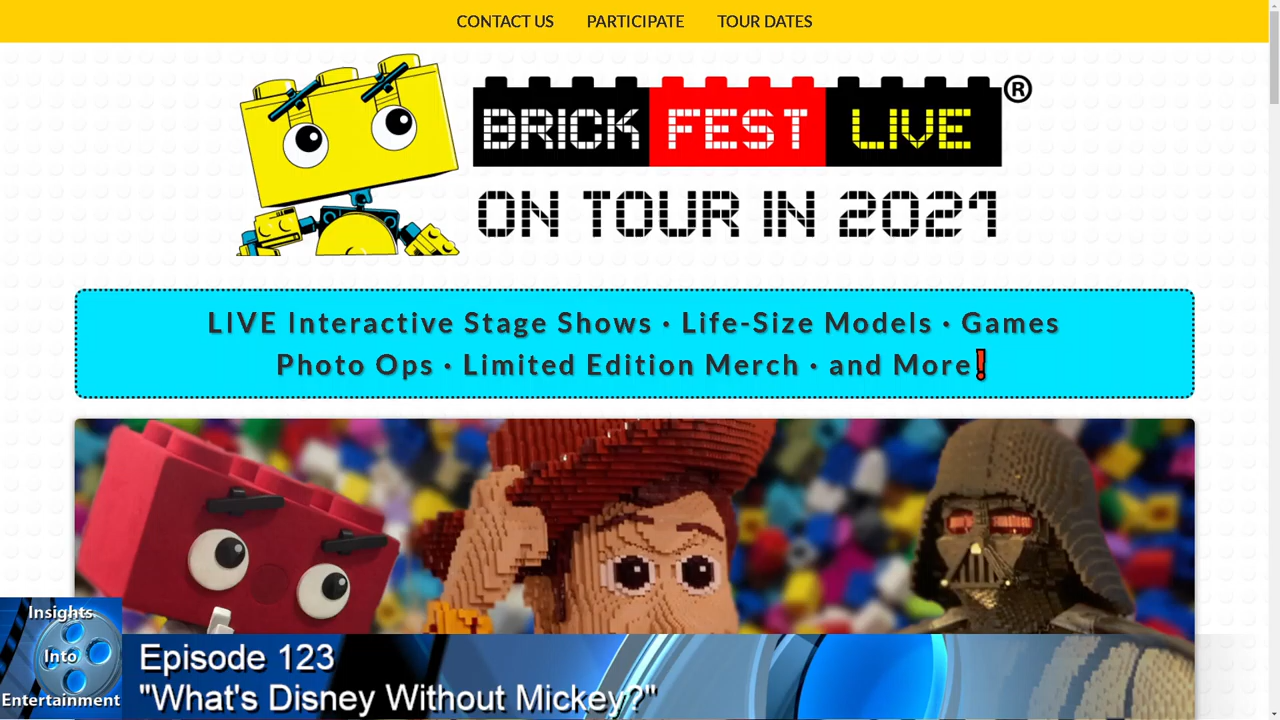 CONTACT US PARTICIPATE TOUR DATES
BRICK FEST LIVE ®
ON TOUR IN 2021
LIVE Interactive Stage Shows · Life-Size Models · Games
Photo Ops · Limited Edition Merch · and More❗
Insights
Into
Entertainment
Episode 123
"What's Disney Without Mickey?"